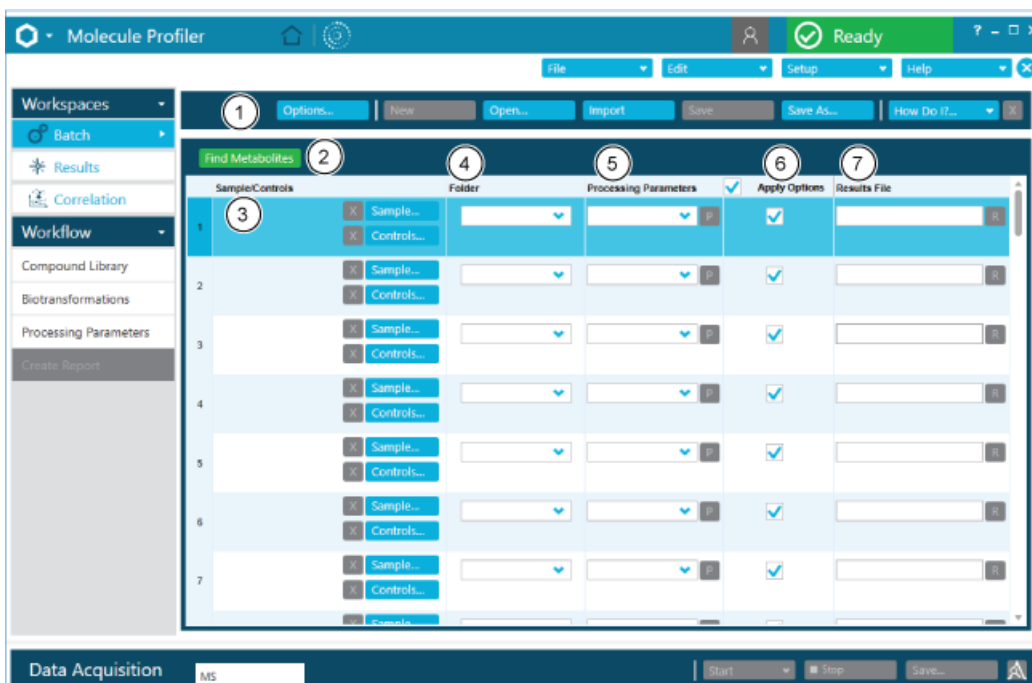 Molecule Profiler
Ready
?
File Edit Setup Help
Workspaces
Batch
Results
Correlation
Workflow
Compound Library
Biotransformations
Processing Parameters
Create Report
1 Options... New Open... Import Save Save As... How Do I?... X
Find Metabolites 2 4 5 6 7
Sample/Controls Folder Processing Parameters Apply Options Results File
3
1 X Sample... P R
X Controls...
2 X Sample... P R
X Controls...
3 X Sample... P R
X Controls...
4 X Sample... P R
X Controls...
5 X Sample... P R
X Controls...
6 X Sample... P R
X Controls...
7 X Sample... P R
X Controls...
Data Acquisition MS Start Stop Save...